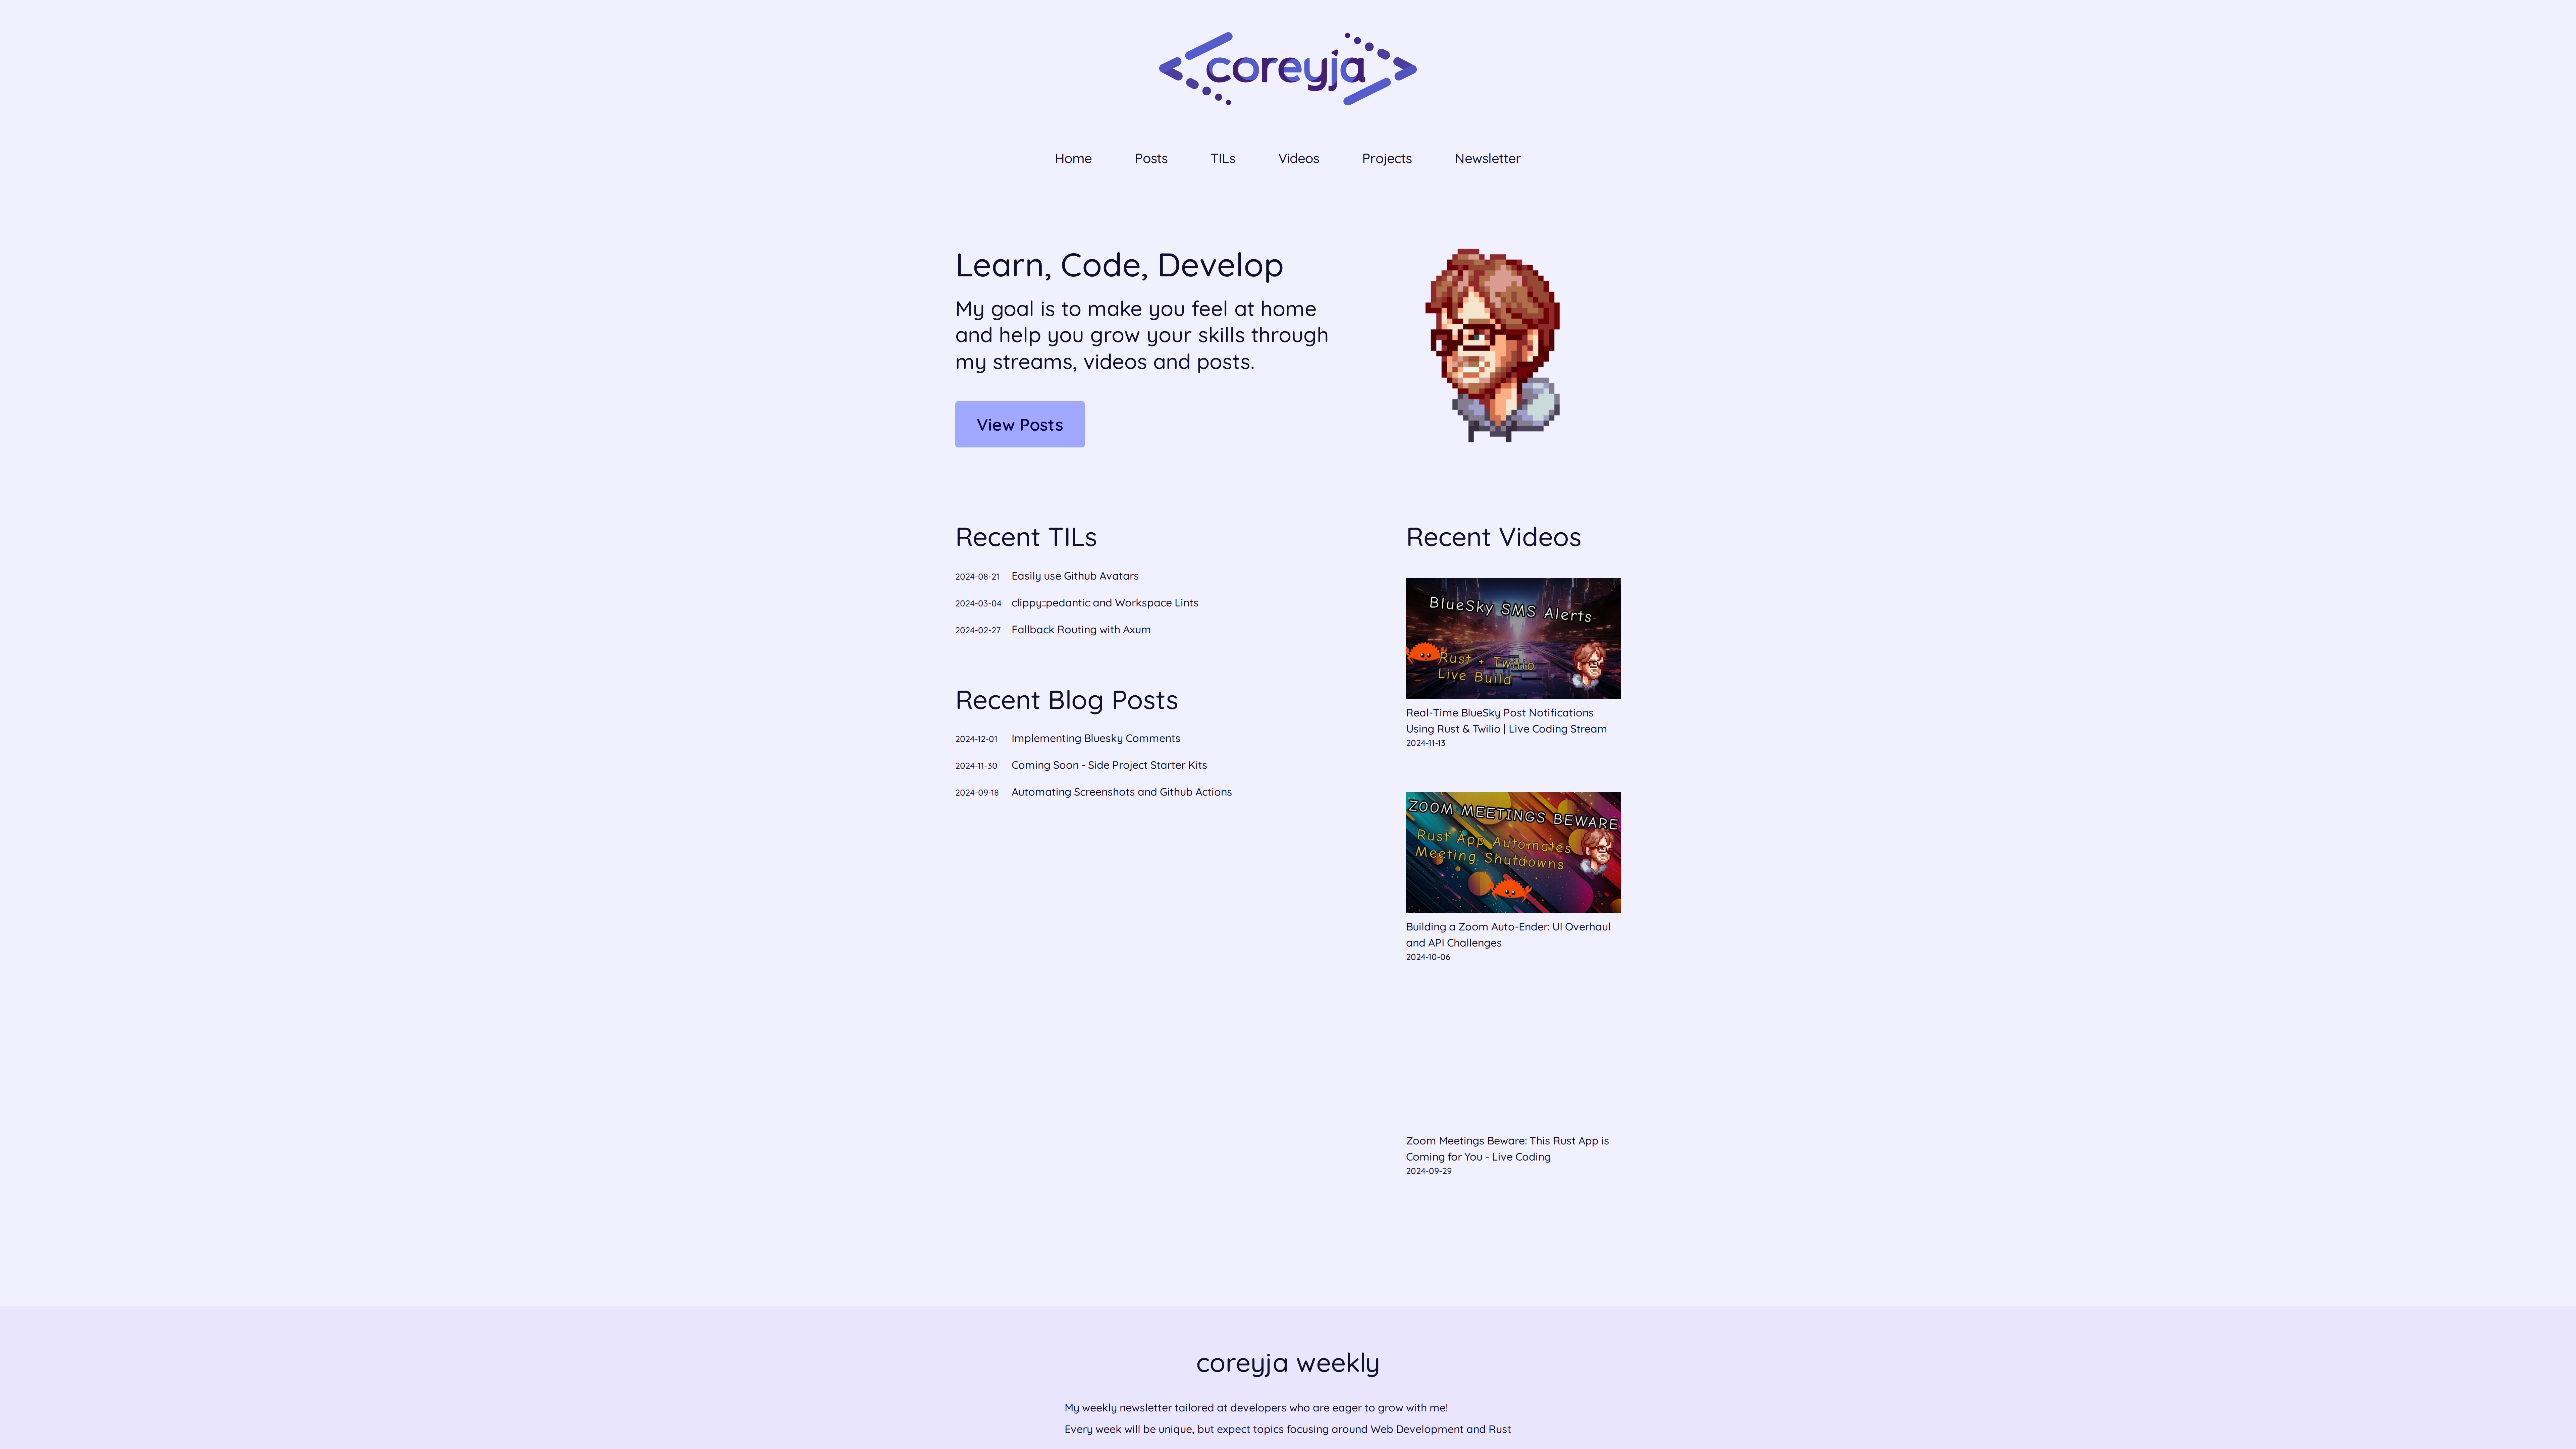 coreyja
Home Posts TILs Videos Projects Newsletter
Learn, Code, Develop
My goal is to make you feel at home
and help you grow your skills through
my streams, videos and posts.
View Posts
Recent TILs
2024-08-21 Easily use Github Avatars
2024-03-04 clippy::pedantic and Workspace Lints
2024-02-27 Fallback Routing with Axum
Recent Blog Posts
2024-12-01 Implementing Bluesky Comments
2024-11-30 Coming Soon - Side Project Starter Kits
2024-09-18 Automating Screenshots and Github Actions
Recent Videos
BlueSky SMS Alerts
Rust + Twilio
Live Build
Real-Time BlueSky Post Notifications
Using Rust & Twilio | Live Coding Stream
2024-11-13
ZOOM MEETINGS BEWARE
Rust App Automates
Meeting Shutdowns
Building a Zoom Auto-Ender: UI Overhaul
and API Challenges
2024-10-06
Zoom Meetings Beware: This Rust App is
Coming for You - Live Coding
2024-09-29
coreyja weekly
My weekly newsletter tailored at developers who are eager to grow with me!
Every week will be unique, but expect topics focusing around Web Development and Rust